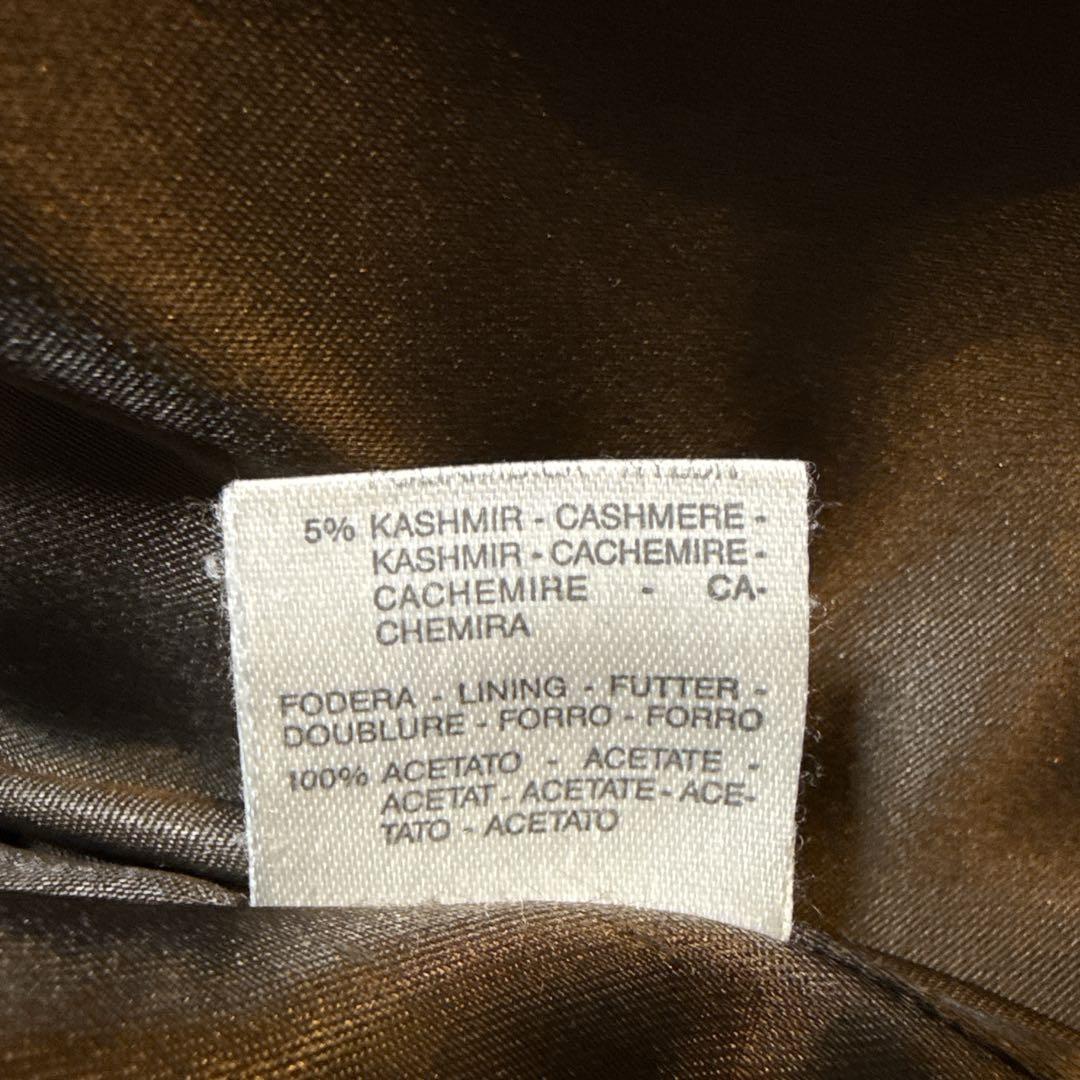 5% KASHMIR - CASHMERE -
KASHMIR - CACHEMIRE -
CACHEMIRE - CA-
CHEMIRA
FODERA - LINING - FUTTER -
DOUBLURE - FORRO - FORRO
100% ACETATO - ACETATE -
ACETAT - ACETATE - ACE-
TATO - ACETATO